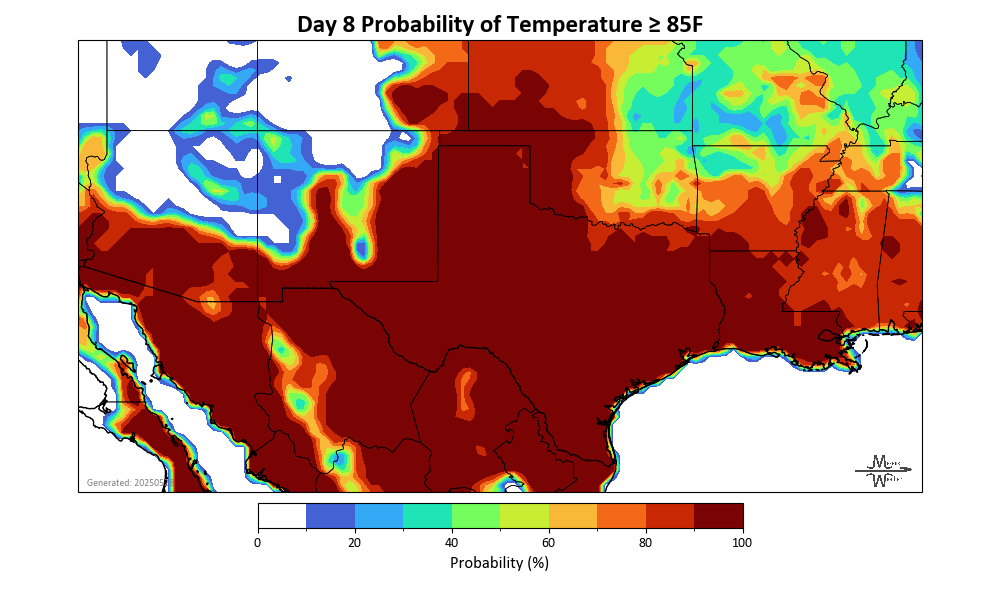 Day 8 Probability of Temperature ≥ 85F
Generated: 202505
0 20 40 60 80 100
Probability (%)